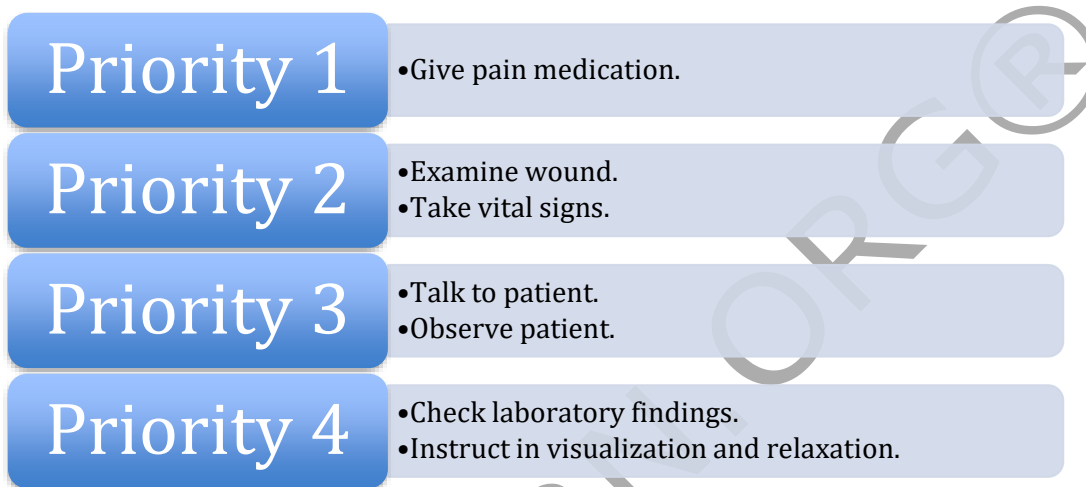 Priority 1
•Give pain medication.
Priority 2
•Examine wound.
•Take vital signs.
Priority 3
•Talk to patient.
•Observe patient.
Priority 4
•Check laboratory findings.
•Instruct in visualization and relaxation.
N.ORG®